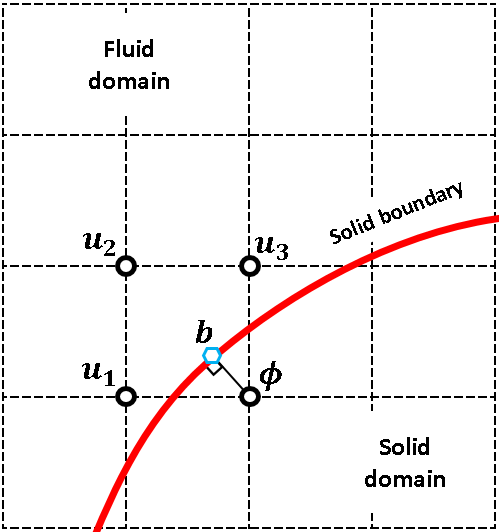 Fluid
domain
Solid boundary
u₂
u₃
b
u₁
ϕ
Solid
domain